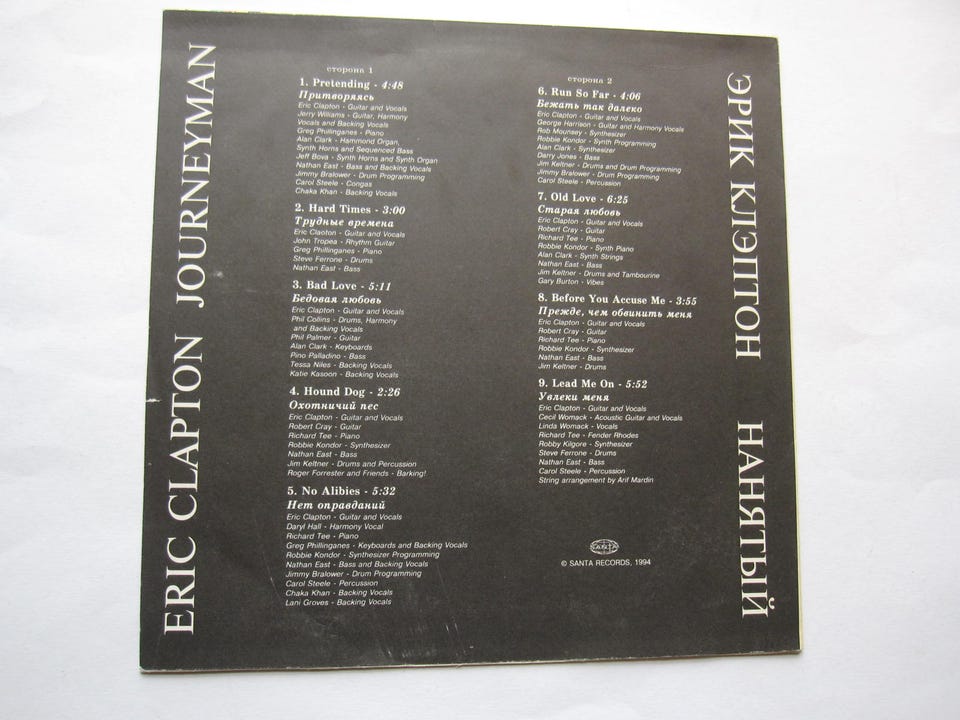 ERIC CLAPTON JOURNEYMAN
сторона 1
1. Pretending - 4:48
Притворяясь
Eric Clapton - Guitar and Vocals
Jerry Williams - Guitar, Harmony
Vocals and Backing Vocals
Greg Phillinganes - Piano
Alan Clark - Hammond Organ,
Synth Horns and Sequenced Bass
Jeff Bova - Synth Horns and Synth Organ
Nathan East - Bass and Backing Vocals
Jimmy Bralower - Drum Programming
Carol Steele - Congas
Chaka Khan - Backing Vocals
2. Hard Times - 3:00
Трудные времена
Eric Claoton - Guitar and Vocals
John Tropea - Rhythm Guitar
Greg Phillinganes - Piano
Steve Ferrone - Drums
Nathan East - Bass
3. Bad Love - 5:11
Бедовая любовь
Eric Clapton - Guitar and Vocals
Phil Collins - Drums, Harmony
and Backing Vocals
Phil Palmer - Guitar
Alan Clark - Keyboards
Pino Palladino - Bass
Tessa Niles - Backing Vocals
Katie Kasoon - Backing Vocals
4. Hound Dog - 2:26
Охотничий пес
Eric Clapton - Guitar and Vocals
Robert Cray - Guitar
Richard Tee - Piano
Robbie Kondor - Synthesizer
Nathan East - Bass
Jim Keltner - Drums and Percussion
Roger Forrester and Friends - Barking!
5. No Alibies - 5:32
Нет оправданий
Eric Clapton - Guitar and Vocals
Daryl Hall - Harmony Vocal
Richard Tee - Piano
Greg Phillinganes - Keyboards and Backing Vocals
Robbie Kondor - Synthesizer Programming
Nathan East - Bass and Backing Vocals
Jimmy Bralower - Drum Programming
Carol Steele - Percussion
Chaka Khan - Backing Vocals
Lani Groves - Backing Vocals
сторона 2
6. Run So Far - 4:06
Бежать так далеко
Eric Clapton - Guitar and Vocals
George Harrison - Guitar and Harmony Vocals
Rob Mounsey - Synthesizer
Robbie Kondor - Synth Programming
Alan Clark - Synthesizer
Darry Jones - Bass
Jim Keltner - Drums and Drum Programming
Jimmy Bralower - Drum Programming
Carol Steele - Percussion
7. Old Love - 6:25
Старая любовь
Eric Clapton - Guitar and Vocals
Robert Cray - Guitar
Richard Tee - Piano
Robbie Kondor - Synth Piano
Alan Clark - Synth Strings
Nathan East - Bass
Jim Keltner - Drums and Tambourine
Gary Burton - Vibes
8. Before You Accuse Me - 3:55
Прежде, чем обвинить меня
Eric Clapton - Guitar and Vocals
Robert Cray - Guitar
Richard Tee - Piano
Robbie Kondor - Synthesizer
Nathan East - Bass
Jim Keltner - Drums
9. Lead Me On - 5:52
Увлеки меня
Eric Clapton - Guitar and Vocals
Cecil Womack - Acoustic Guitar and Vocals
Linda Womack - Vocals
Richard Tee - Fender Rhodes
Robby Kilgore - Synthesizer
Steve Ferrone - Drums
Nathan East - Bass
Carol Steele - Percussion
String arrangement by Arif Mardin
SANTA
© SANTA RECORDS, 1994
ЭРИК КЛЭПТОН НАНЯТЫЙ